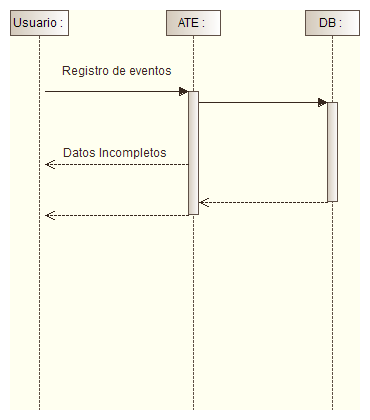 Usuario :
ATE :
DB :
Registro de eventos
Datos Incompletos